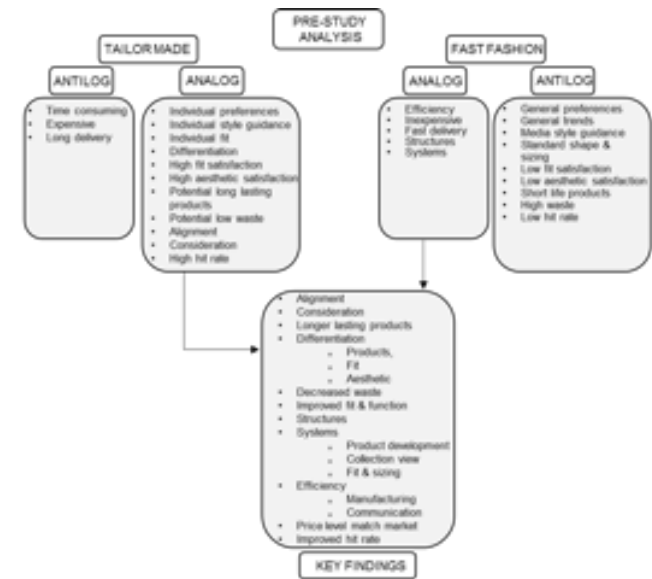 PRE-STUDY
ANALYSIS
TAILOR MADE
ANTILOG
Time consuming
Expensive
Long delivery
ANALOG
Individual preferences
Individual style guidance
Individual fit
Differentiation
High fit satisfaction
High aesthetic satisfaction
Potential long lasting
products
Potential low waste
Alignment
Consideration
High hit rate
FAST FASHION
ANALOG
Efficiency
Inexpensive
Fast delivery
Structures
Systems
ANTILOG
General preferences
General trends
Media style guidance
Standard shape &
sizing
Low fit satisfaction
Low aesthetic satisfaction
Short life products
High waste
Low hit rate
Alignment
Consideration
Longer lasting products
Differentiation
Products,
Fit
Aesthetic
Decreased waste
Improved fit & function
Structures
Systems
Product development
Collection view
Fit & sizing
Efficiency
Manufacturing
Communication
Price level match market
Improved hit rate
KEY FINDINGS